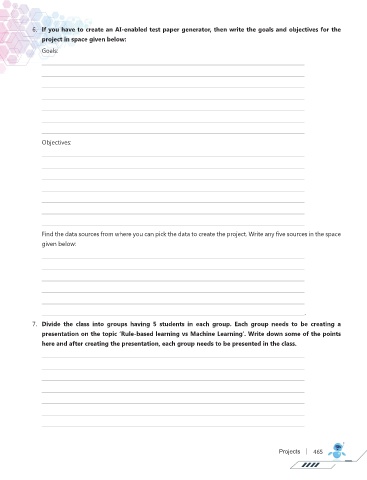 6. If you have to create an AI-enabled test paper generator, then write the goals and objectives for the
project in space given below:
Goals:
Objectives:
Find the data sources from where you can pick the data to create the project. Write any five sources in the space
given below:
7. Divide the class into groups having 5 students in each group. Each group needs to be creating a
presentation on the topic 'Rule-based learning vs Machine Learning'. Write down some of the points
here and after creating the presentation, each group needs to be presented in the class.
Projects | 465